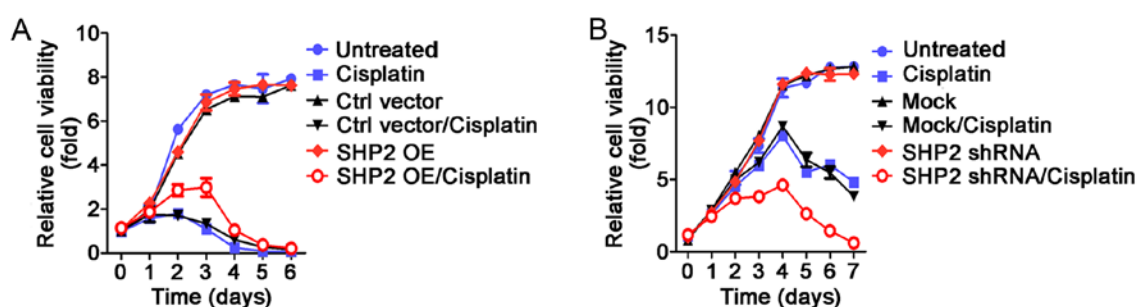 A
Relative cell viability
(fold)
10
8
6
4
2
0
0 1 2 3 4 5 6
Time (days)
Untreated
Cisplatin
Ctrl vector
Ctrl vector/Cisplatin
SHP2 OE
SHP2 OE/Cisplatin
B
Relative cell viability
(fold)
15
10
5
0
0 1 2 3 4 5 6 7
Time (days)
Untreated
Cisplatin
Mock
Mock/Cisplatin
SHP2 shRNA
SHP2 shRNA/Cisplatin